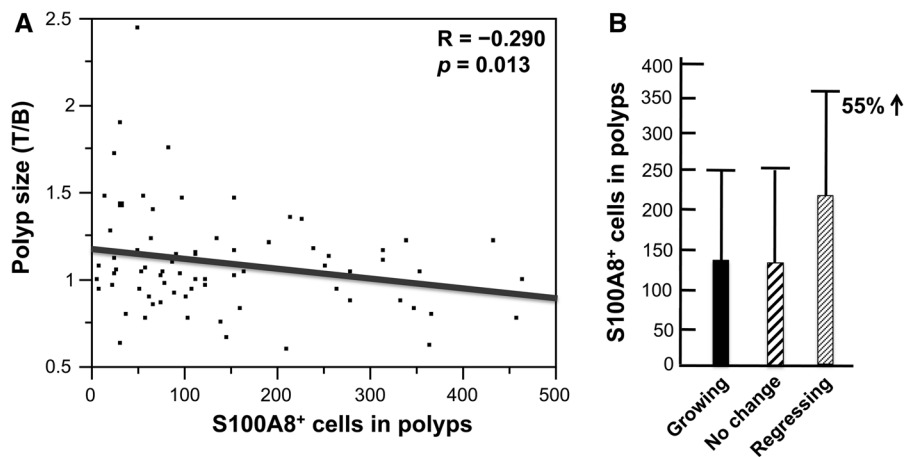 A
R = −0.290
p = 0.013
Polyp size (T/B)
2.5
2
1.5
1
0.5
0
100
200
300
400
500
S100A8⁺ cells in polyps
B
S100A8⁺ cells in polyps
400
350
300
250
200
150
100
50
0
55% ↑
Growing
No change
Regressing